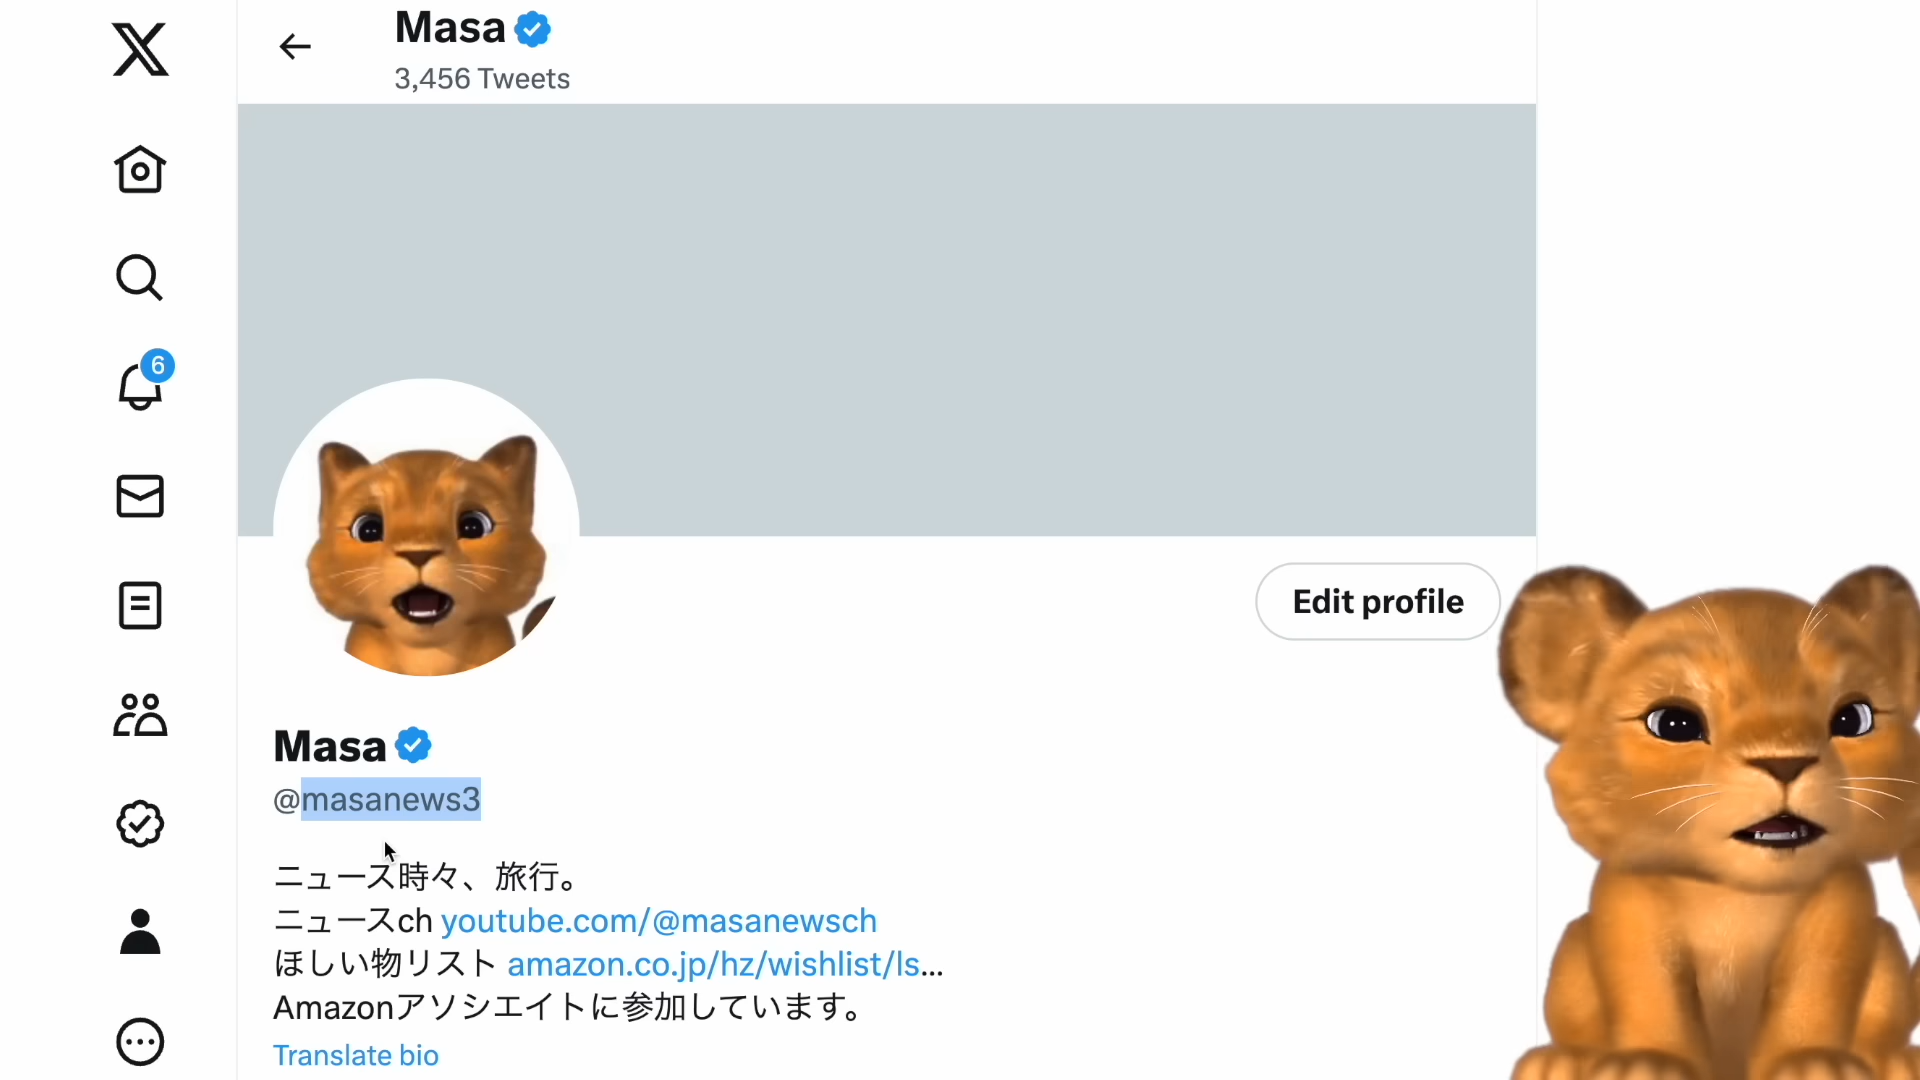 Masa
3,456 Tweets
6
Edit profile
Masa
@masanews3
ニュース時々、旅行。
ニュースch youtube.com/@masanewsch
ほしい物リスト amazon.co.jp/hz/wishlist/ls...
Amazonアソシエイトに参加しています。
Translate bio